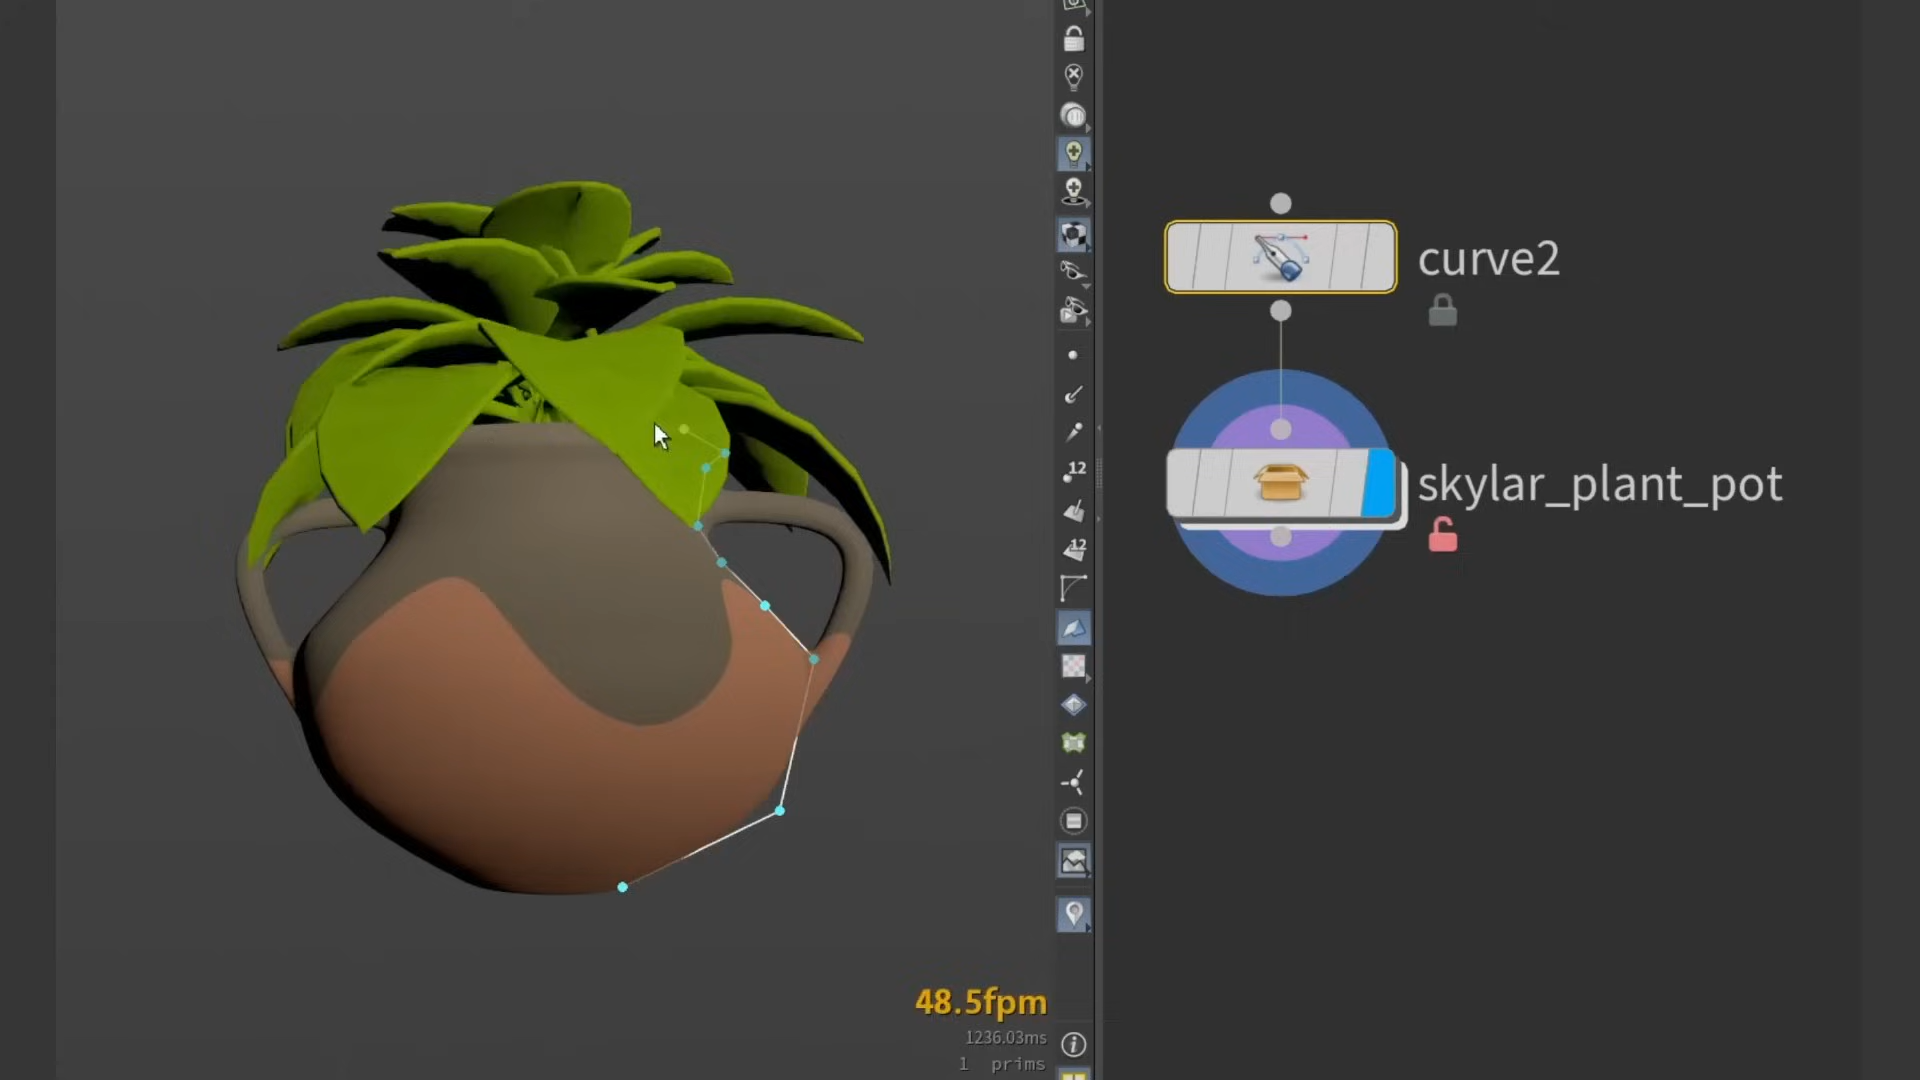 curve2
12
skylar_plant_pot
12
48.5fpm
1236.03ms
1 prims